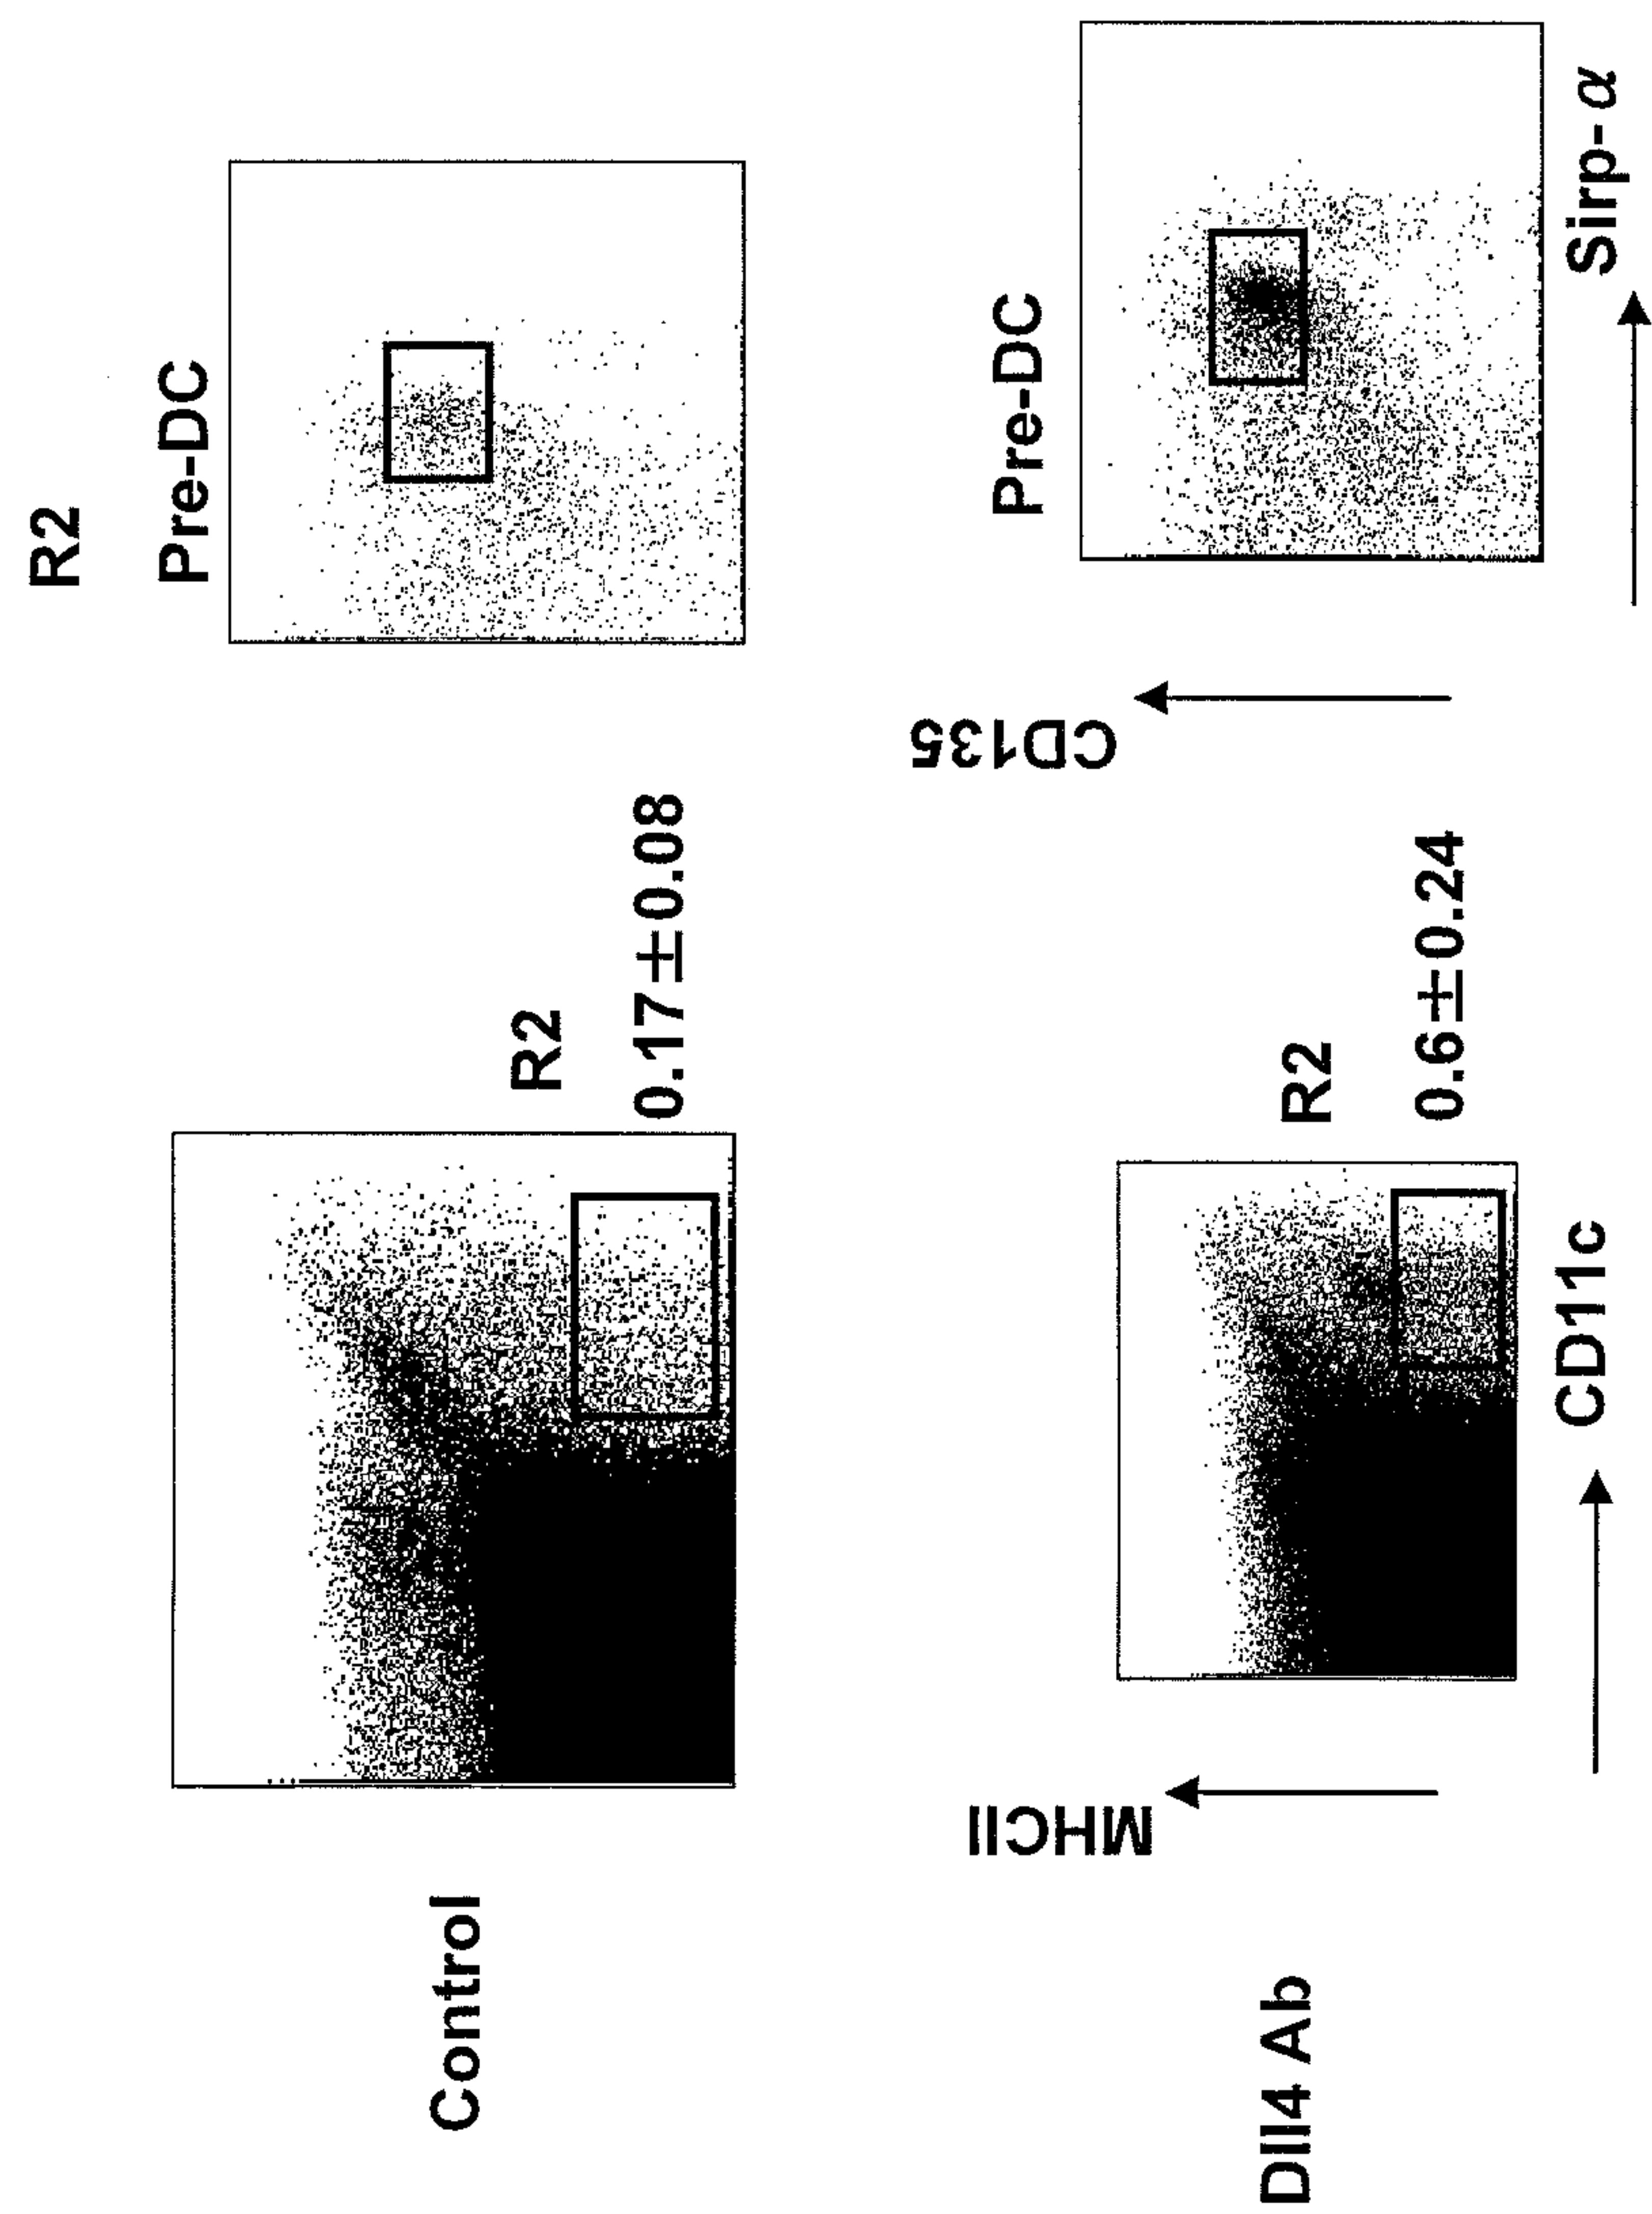 R2
Control
R2
0.17±0.08
Pre-DC
Dll4 Ab
MHCII
R2
0.6±0.24
CD11c
CD135
Pre-DC
Sirp-α